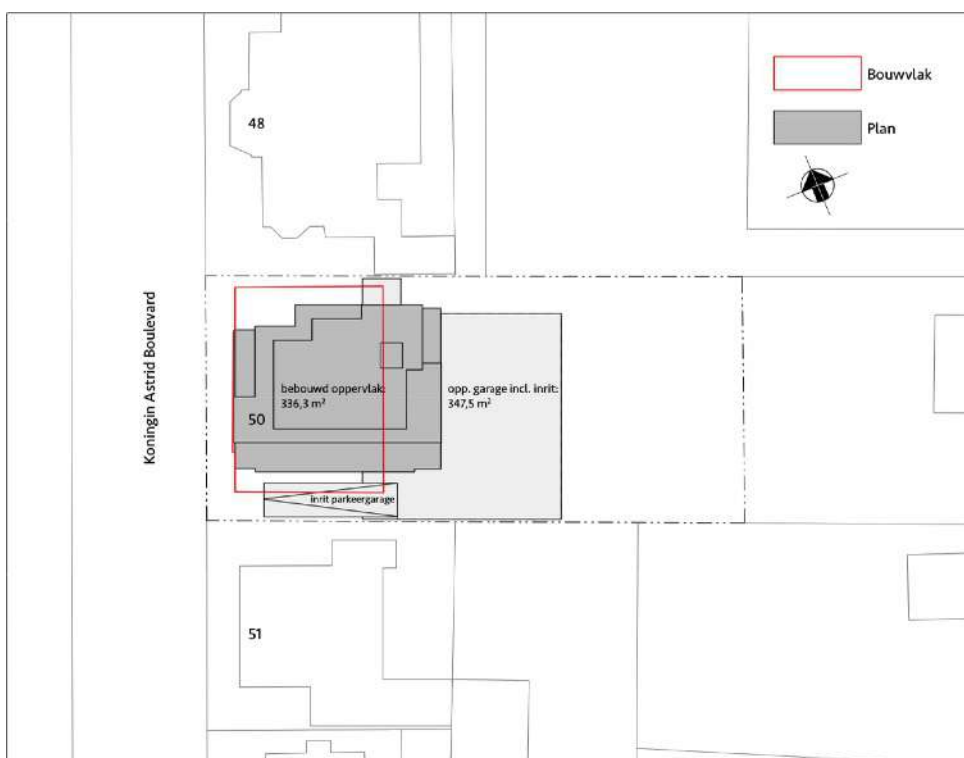 48
Bouwvlak
Plan
Koningin Astrid Boulevard
bebouwd oppervlak:
336,3 m²
opp. garage incl. inrit:
347,5 m²
50
inrit parkeergarage
51